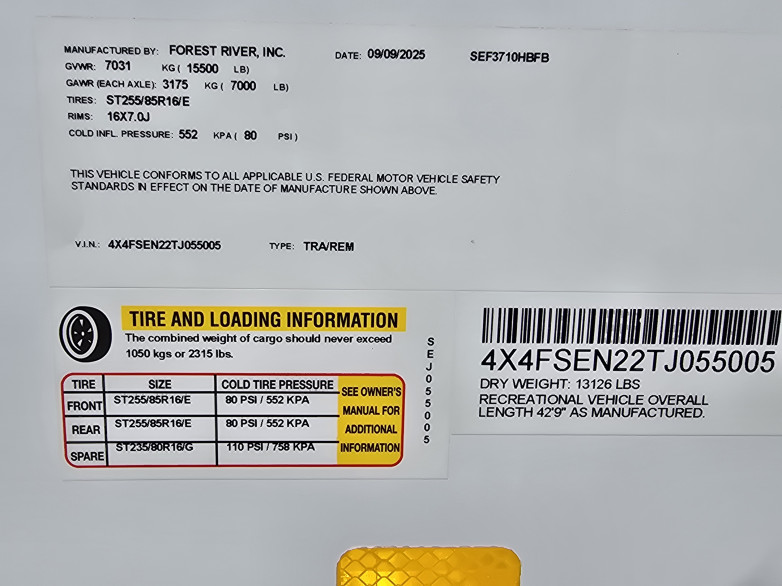 MANUFACTURED BY: FOREST RIVER, INC. DATE: 09/09/2025 SEF3710HBFB
GVWR: 7031 KG ( 15500 LB)
GAWR (EACH AXLE): 3175 KG ( 7000 LB)
TIRES: ST255/85R16/E
RIMS: 16X7.0J
COLD INFL. PRESSURE: 552 KPA ( 80 PSI )
THIS VEHICLE CONFORMS TO ALL APPLICABLE U.S. FEDERAL MOTOR VEHICLE SAFETY
STANDARDS IN EFFECT ON THE DATE OF MANUFACTURE SHOWN ABOVE.
V.I.N.: 4X4FSEN22TJ055005 TYPE: TRA/REM
TIRE AND LOADING INFORMATION
The combined weight of cargo should never exceed
1050 kgs or 2315 lbs.
TIRE SIZE COLD TIRE PRESSURE
FRONT ST255/85R16/E 80 PSI / 552 KPA
REAR ST255/85R16/E 80 PSI / 552 KPA
SPARE ST235/80R16/G 110 PSI / 758 KPA
SEE OWNER'S
MANUAL FOR
ADDITIONAL
INFORMATION
SEJ055005
4X4FSEN22TJ055005
DRY WEIGHT: 13126 LBS
RECREATIONAL VEHICLE OVERALL
LENGTH 42'9" AS MANUFACTURED.